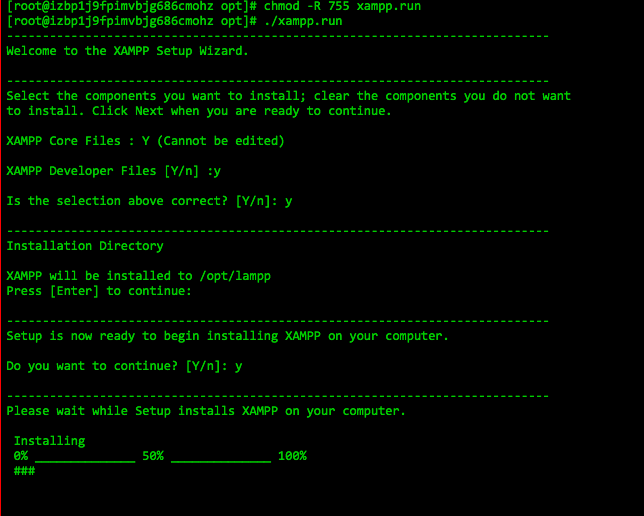 [root@izbp1j9fpimvbjg686cmohz opt]# chmod -R 755 xampp.run
[root@izbp1j9fpimvbjg686cmohz opt]# ./xampp.run
----------------------------------------------------------------------------
Welcome to the XAMPP Setup Wizard.
----------------------------------------------------------------------------
Select the components you want to install; clear the components you do not want
to install. Click Next when you are ready to continue.
XAMPP Core Files : Y (Cannot be edited)
XAMPP Developer Files [Y/n] :y
Is the selection above correct? [Y/n]: y
----------------------------------------------------------------------------
Installation Directory
XAMPP will be installed to /opt/lampp
Press [Enter] to continue:
----------------------------------------------------------------------------
Setup is now ready to begin installing XAMPP on your computer.
Do you want to continue? [Y/n]: y
----------------------------------------------------------------------------
Please wait while Setup installs XAMPP on your computer.
Installing
0% ______________ 50% ______________ 100%
###